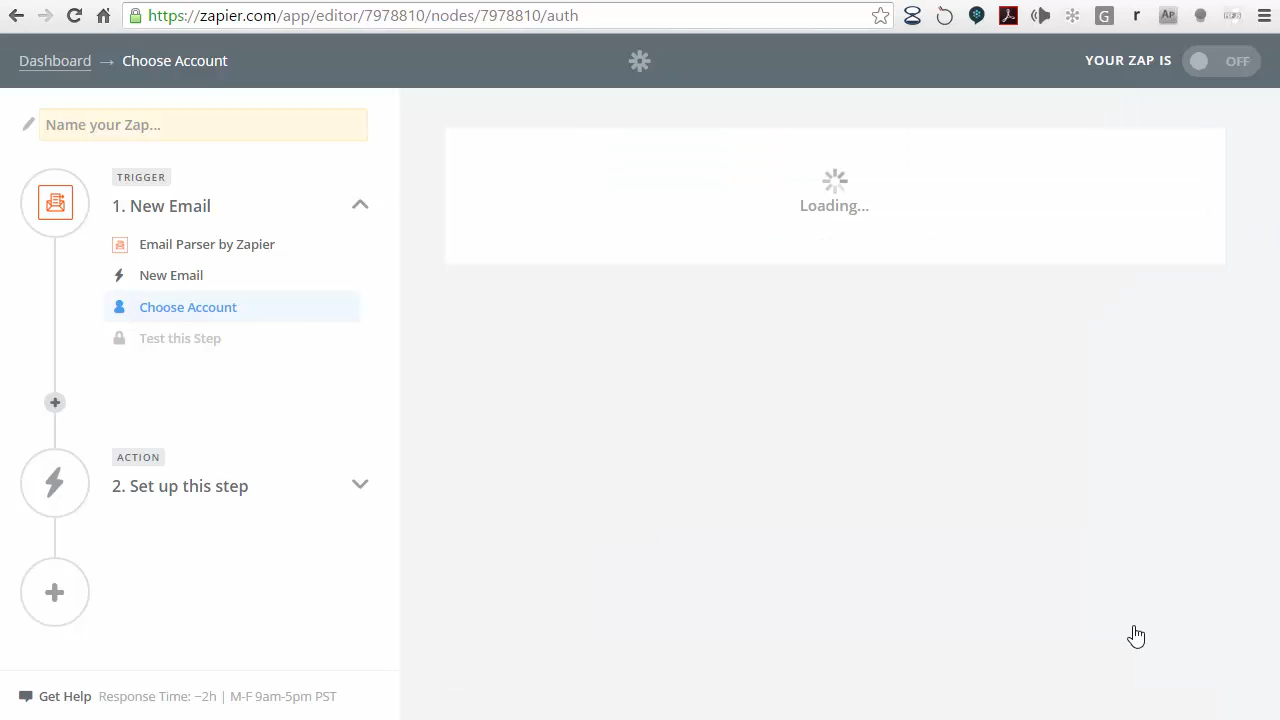 https://zapier.com/app/editor/7978810/nodes/7978810/auth
Dashboard → Choose Account
YOUR ZAP IS
OFF
Name your Zap...
TRIGGER
1. New Email
Email Parser by Zapier
New Email
Choose Account
Test this Step
ACTION
2. Set up this step
Loading...
Get Help Response Time: ~2h | M-F 9am-5pm PST